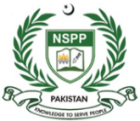 NSPP
PAKISTAN
KNOWLEDGE TO SERVE PEOPLE